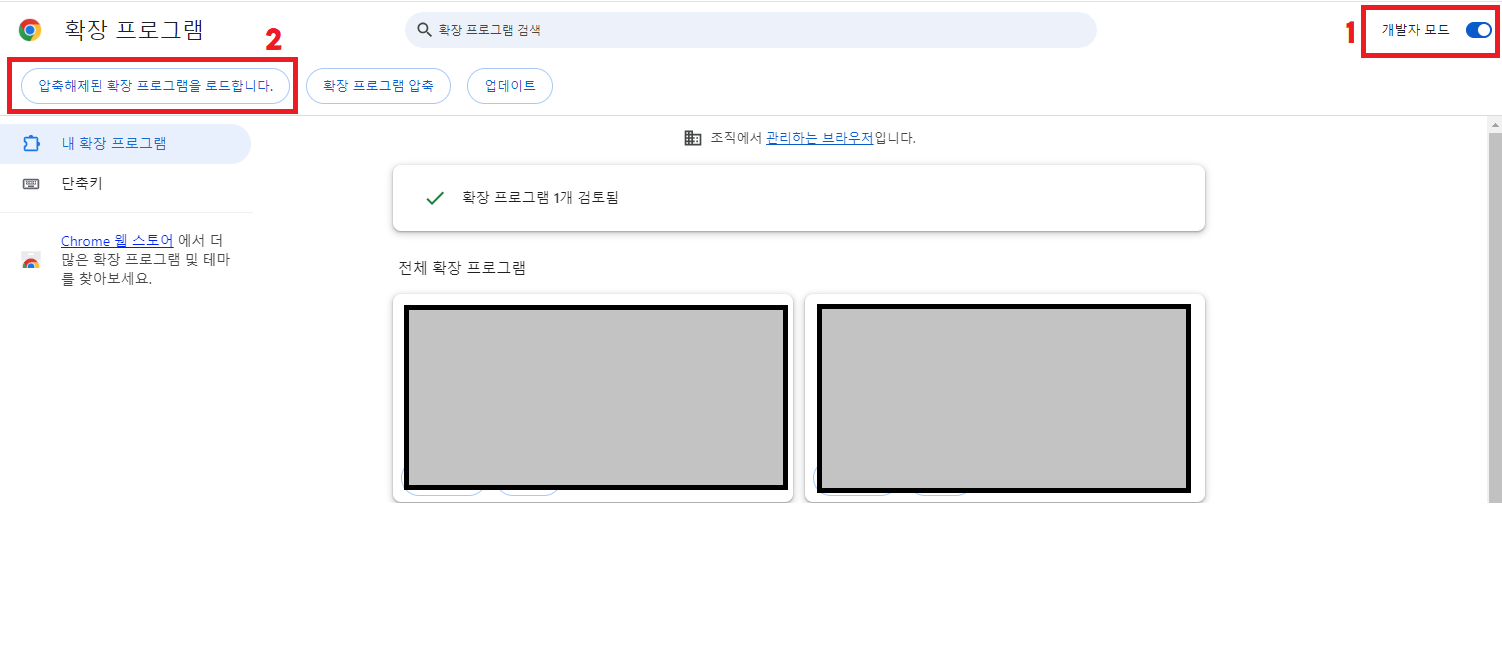 확장 프로그램
확장 프로그램 검색
1
개발자 모드
2
압축해제된 확장 프로그램을 로드합니다.
확장 프로그램 압축
업데이트
내 확장 프로그램
단축키
Chrome 웹 스토어 에서 더
많은 확장 프로그램 및 테마
를 찾아보세요.
조직에서 관리하는 브라우저입니다.
확장 프로그램 1개 검토됨
전체 확장 프로그램